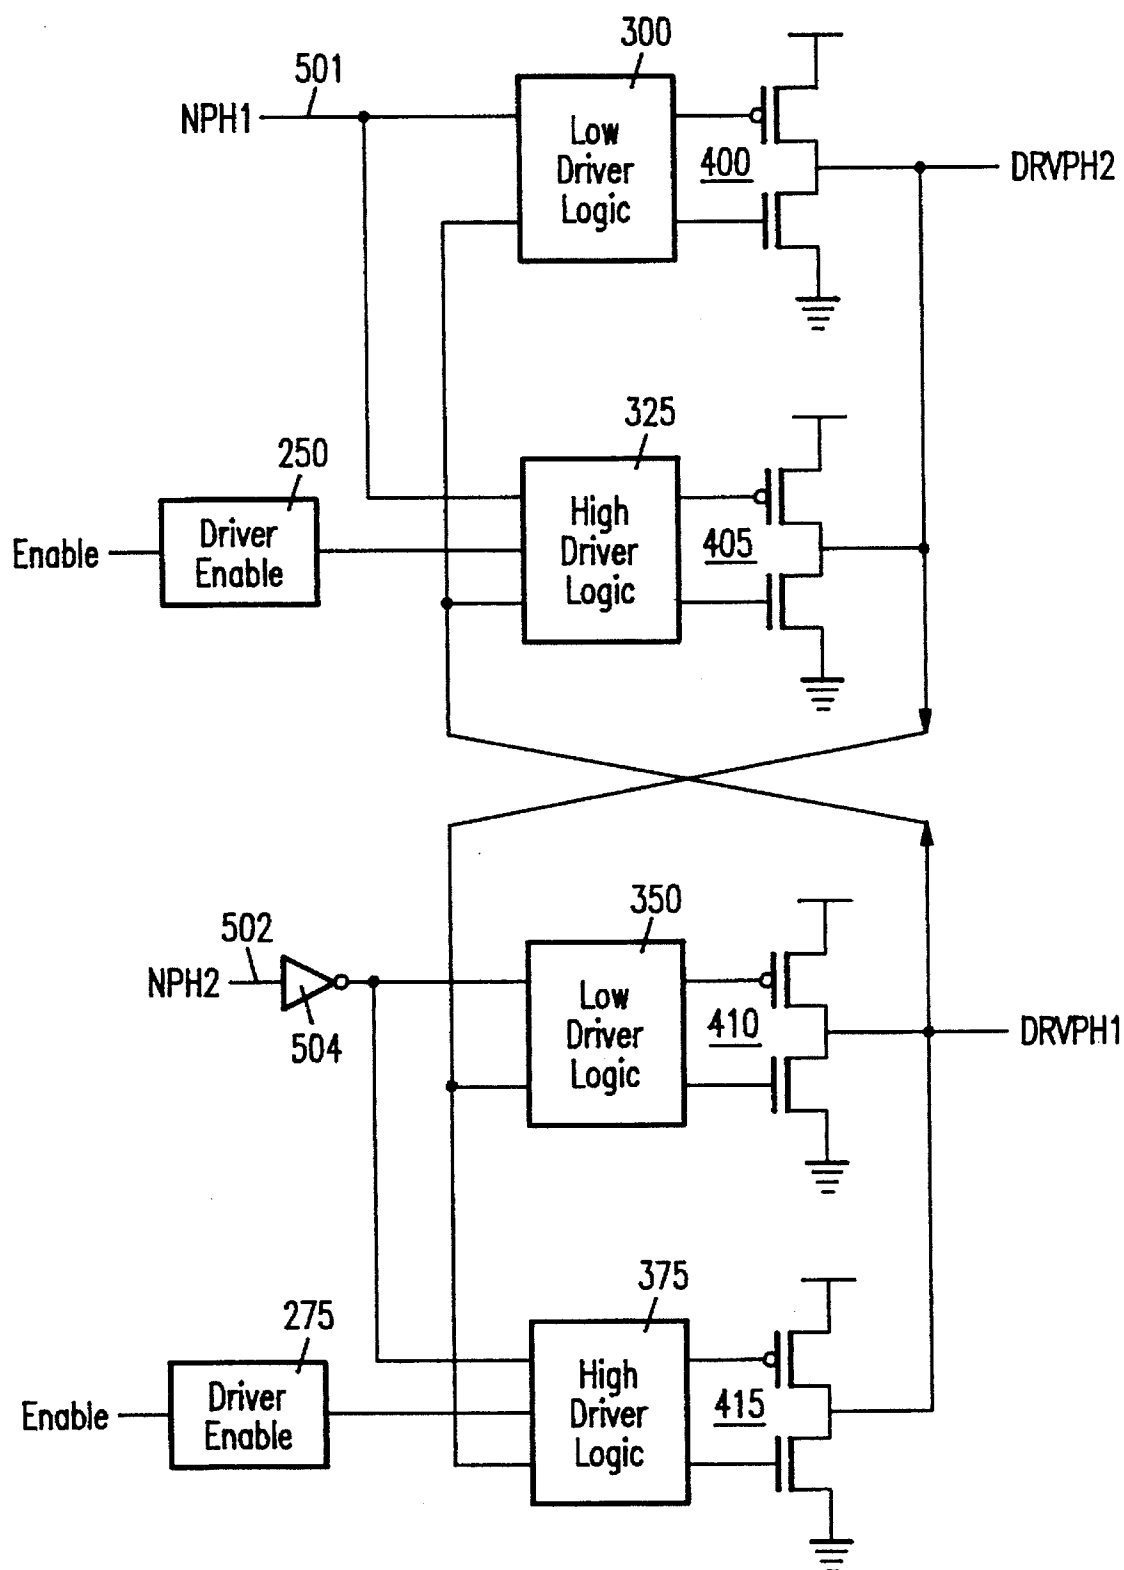 300
501
NPH1
Low
Driver
Logic
400
DRVPH2
325
250
High
Driver
Logic
Driver
Enable
Enable
405
350
502
NPH2
504
Low
Driver
Logic
410
DRVPH1
375
275
High
Driver
Logic
Driver
Enable
Enable
415